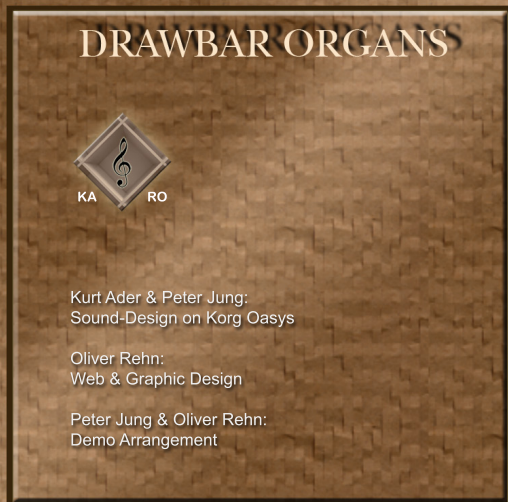 DRAWBAR ORGANS
KA RO
Kurt Ader & Peter Jung:
Sound-Design on Korg Oasys
Oliver Rehn:
Web & Graphic Design
Peter Jung & Oliver Rehn:
Demo Arrangement